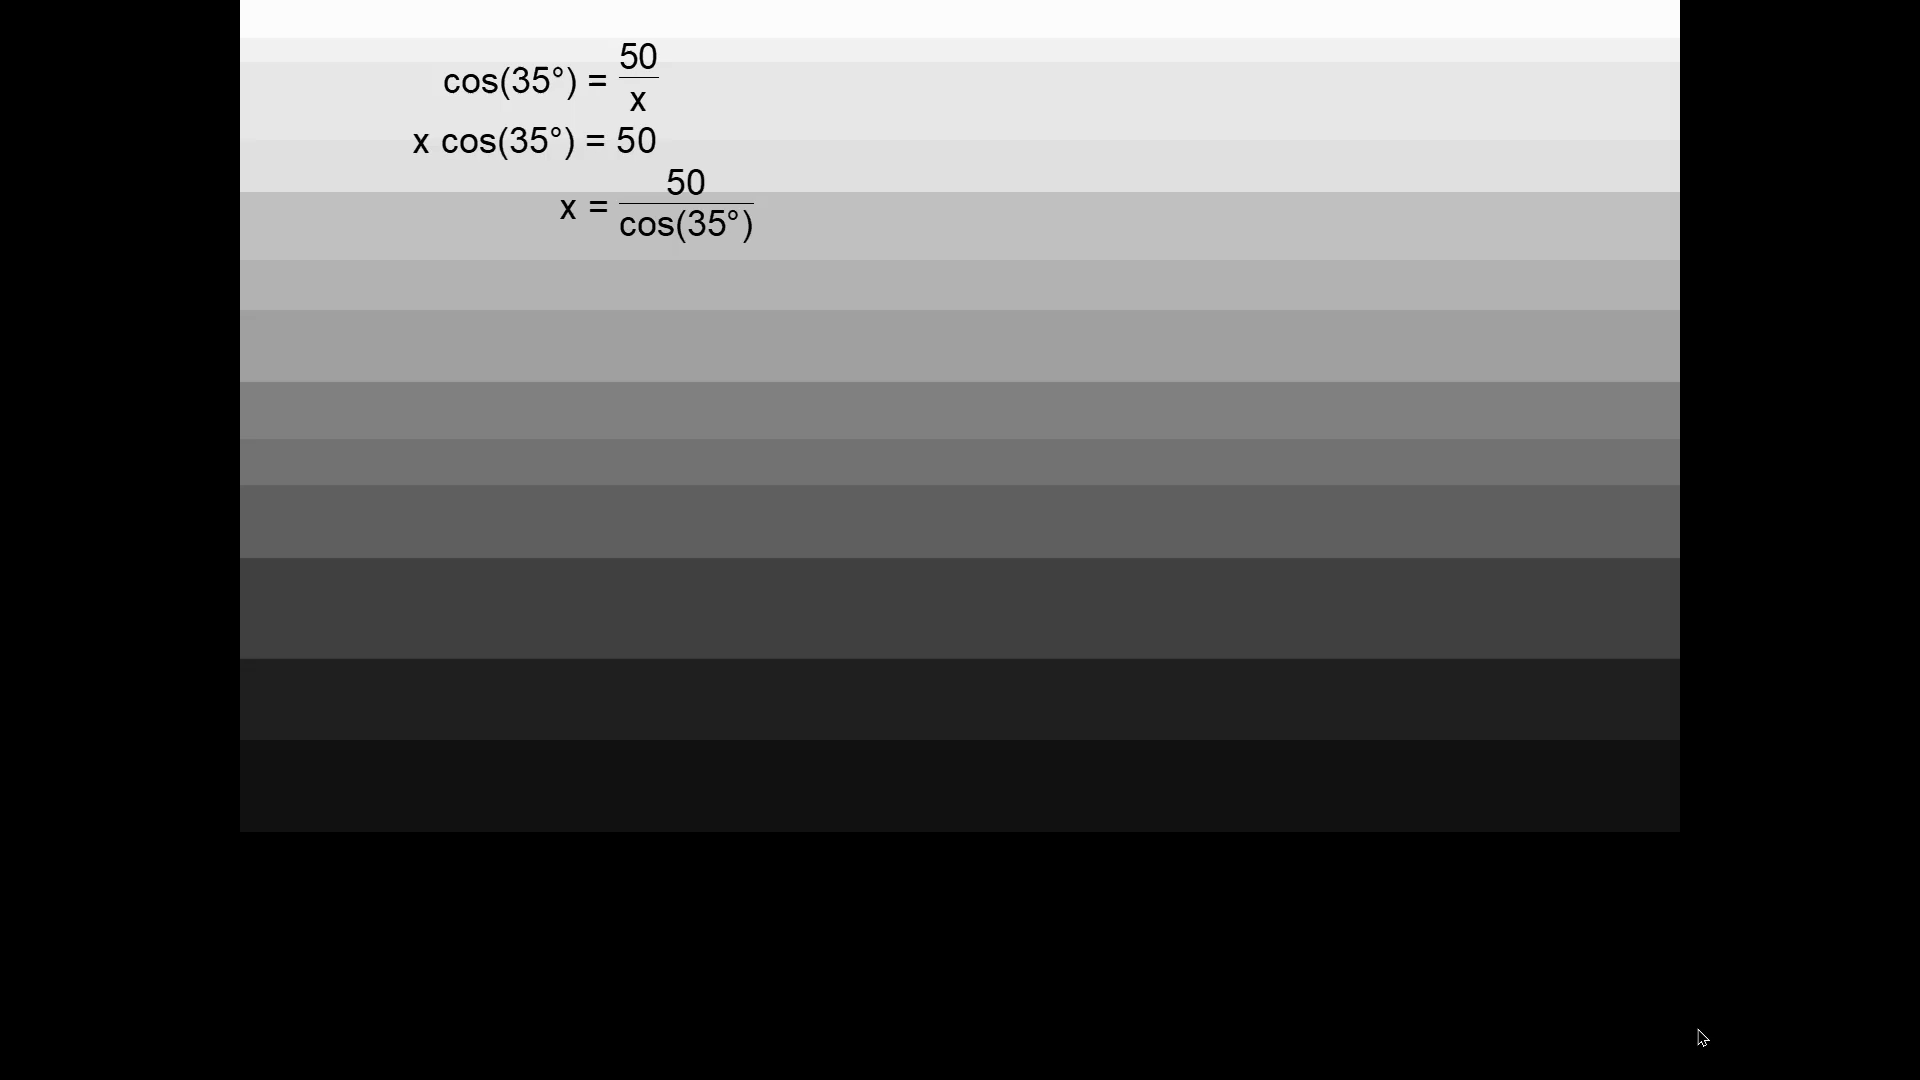 cos(35°) = 50/x
x cos(35°) = 50
x = 50/cos(35°)